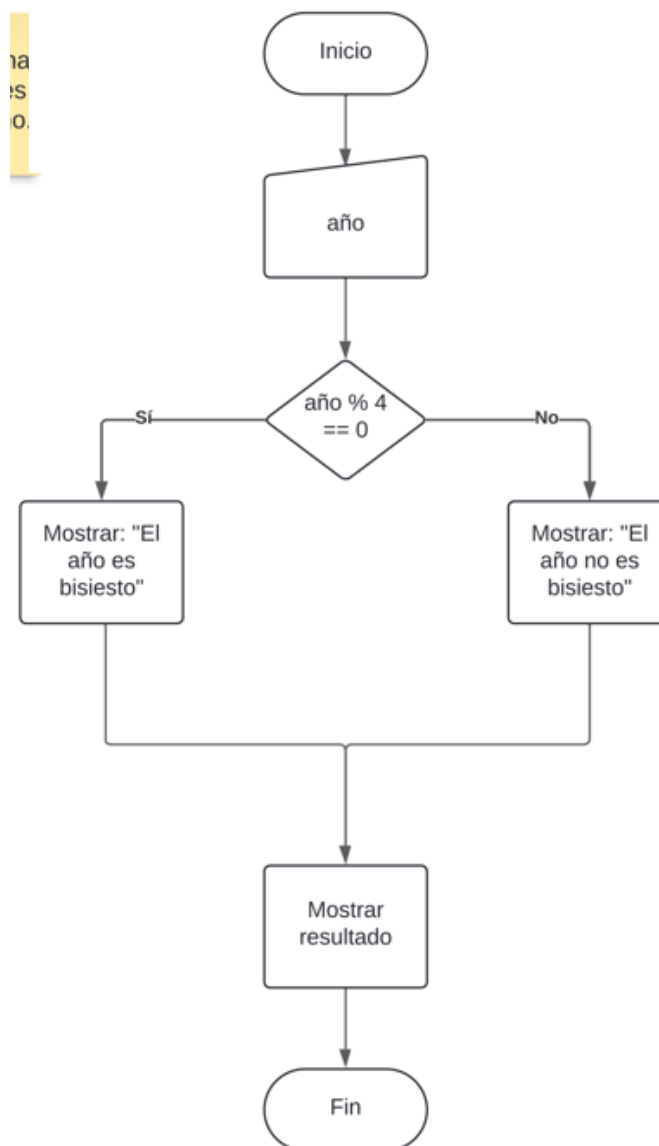 Inicio
año
año % 4
== 0
Sí
No
Mostrar: "El
año es
bisiesto"
Mostrar: "El
año no es
bisiesto"
Mostrar
resultado
Fin